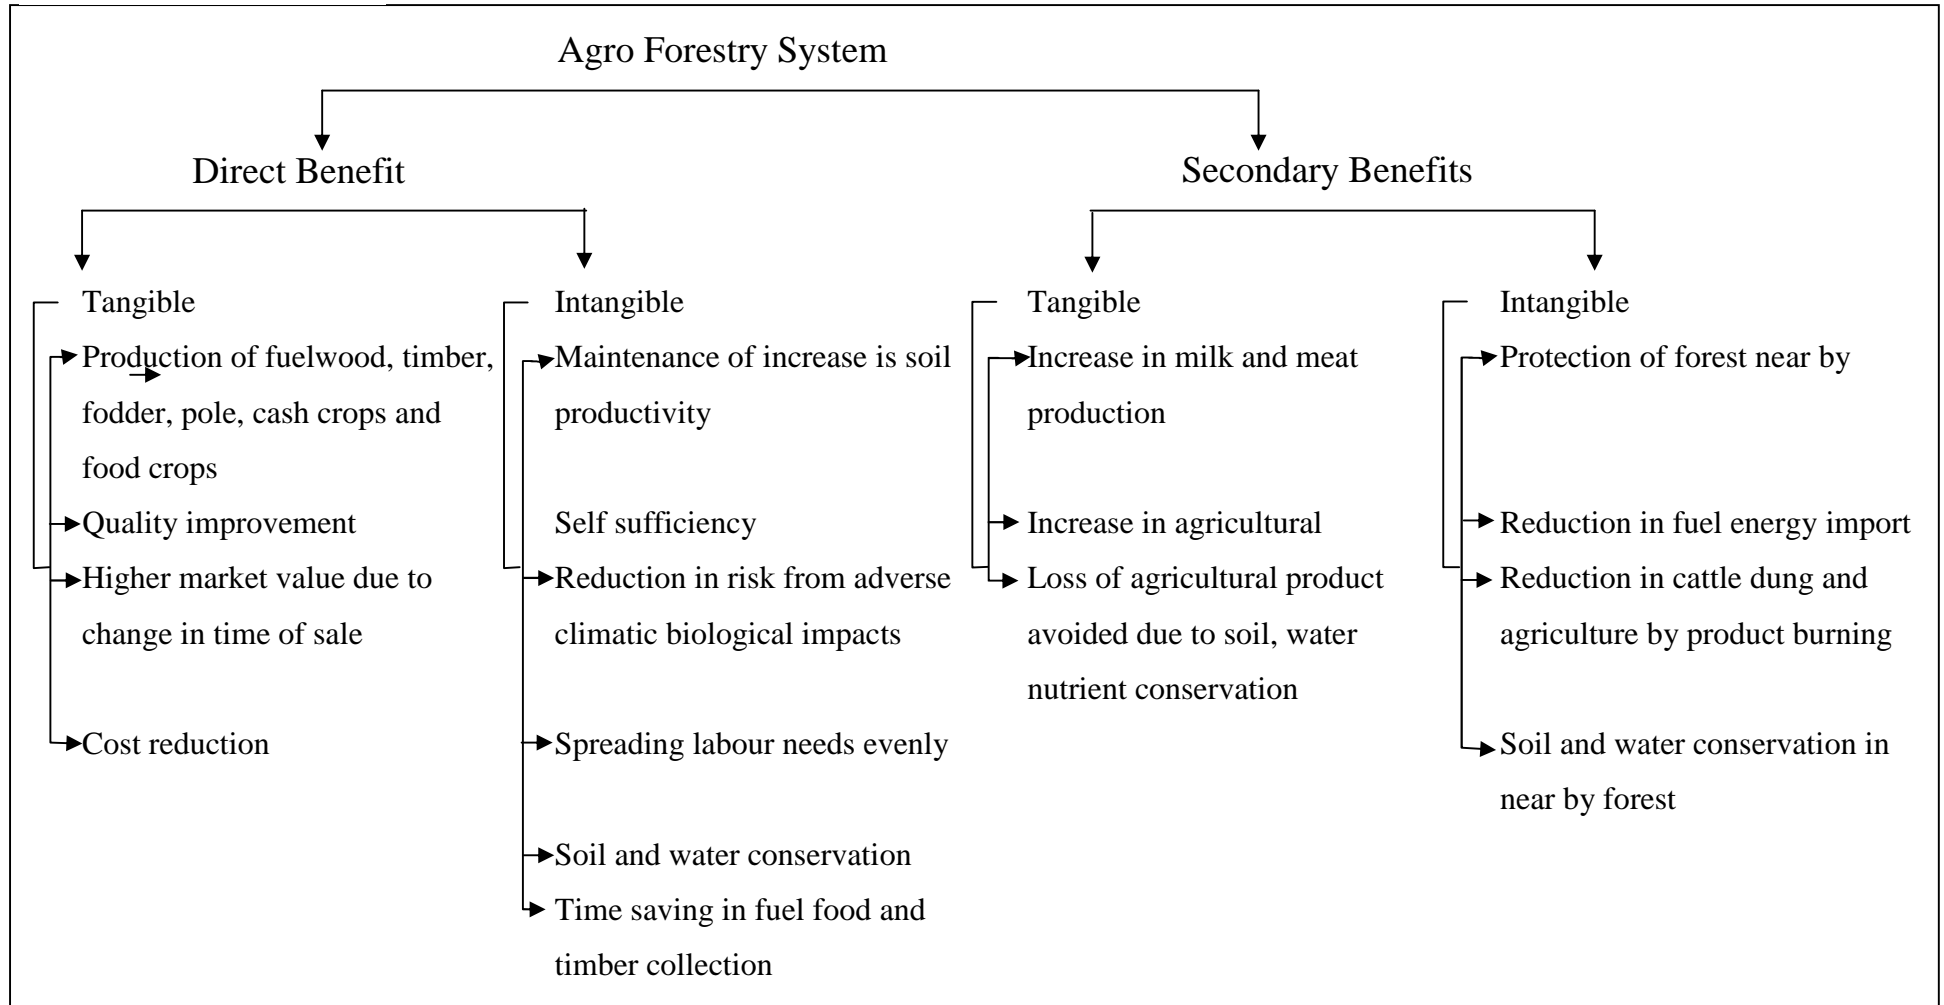 Agro Forestry System
Direct Benefit
Secondary Benefits
Tangible
Production of fuelwood, timber,
fodder, pole, cash crops and
food crops
Quality improvement
Higher market value due to
change in time of sale
Cost reduction
Intangible
Maintenance of increase is soil
productivity
Self sufficiency
Reduction in risk from adverse
climatic biological impacts
Spreading labour needs evenly
Soil and water conservation
Time saving in fuel food and
timber collection
Tangible
Increase in milk and meat
production
Increase in agricultural
Loss of agricultural product
avoided due to soil, water
nutrient conservation
Intangible
Protection of forest near by
Reduction in fuel energy import
Reduction in cattle dung and
agriculture by product burning
Soil and water conservation in
near by forest